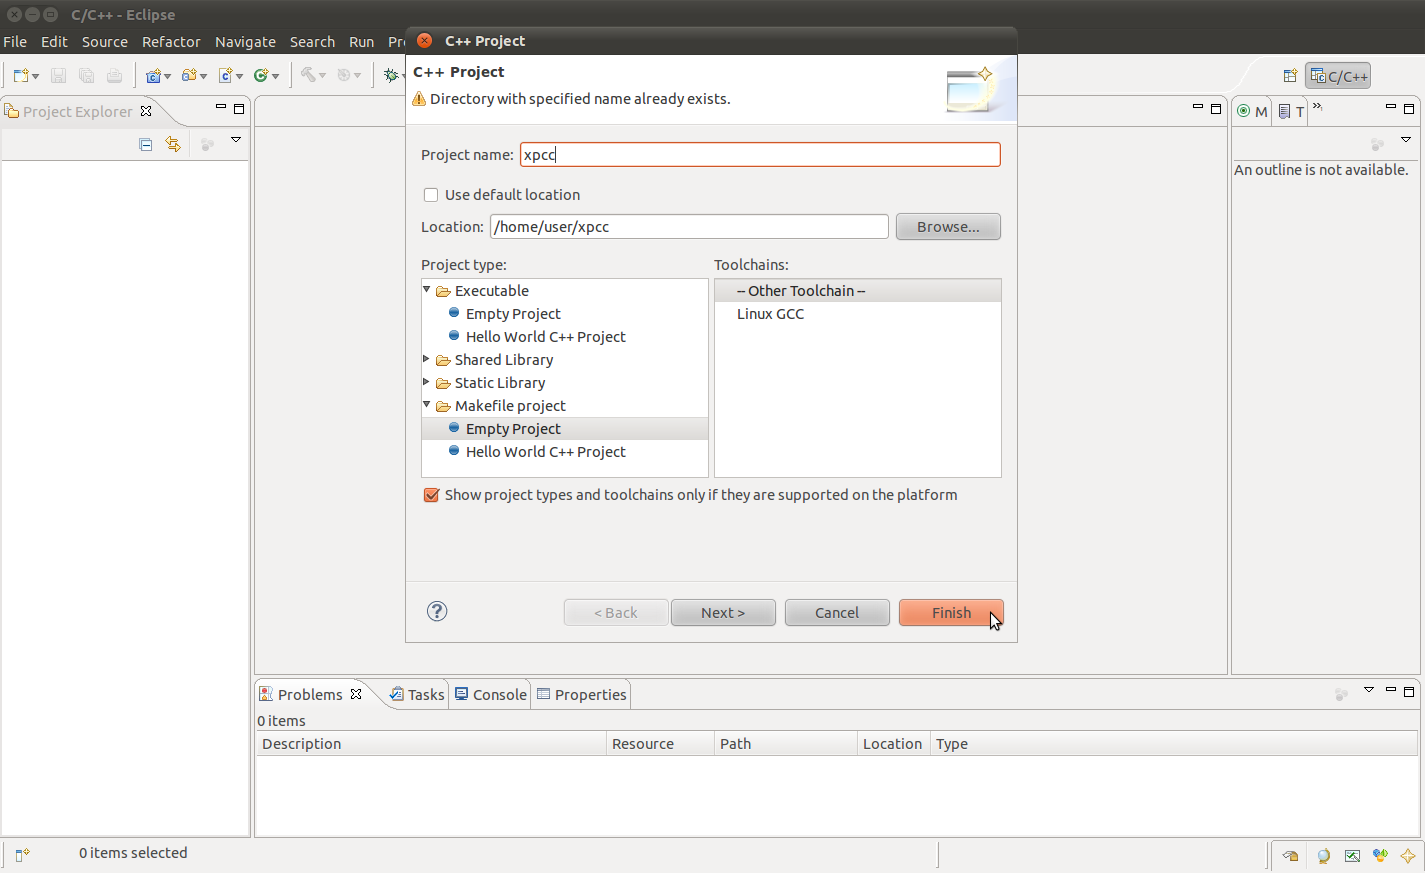 C/C++ - Eclipse
File Edit Source Refactor Navigate Search Run Pr
C++ Project
C++ Project
Directory with specified name already exists.
C/C++
Project Explorer
M T
An outline is not available.
Project name: xpcc
Use default location
Location: /home/user/xpcc Browse...
Project type: Toolchains:
Executable -- Other Toolchain --
Empty Project Linux GCC
Hello World C++ Project
Shared Library
Static Library
Makefile project
Empty Project
Hello World C++ Project
Show project types and toolchains only if they are supported on the platform
< Back Next > Cancel Finish
Problems Tasks Console Properties
0 items
Description Resource Path Location Type
0 items selected